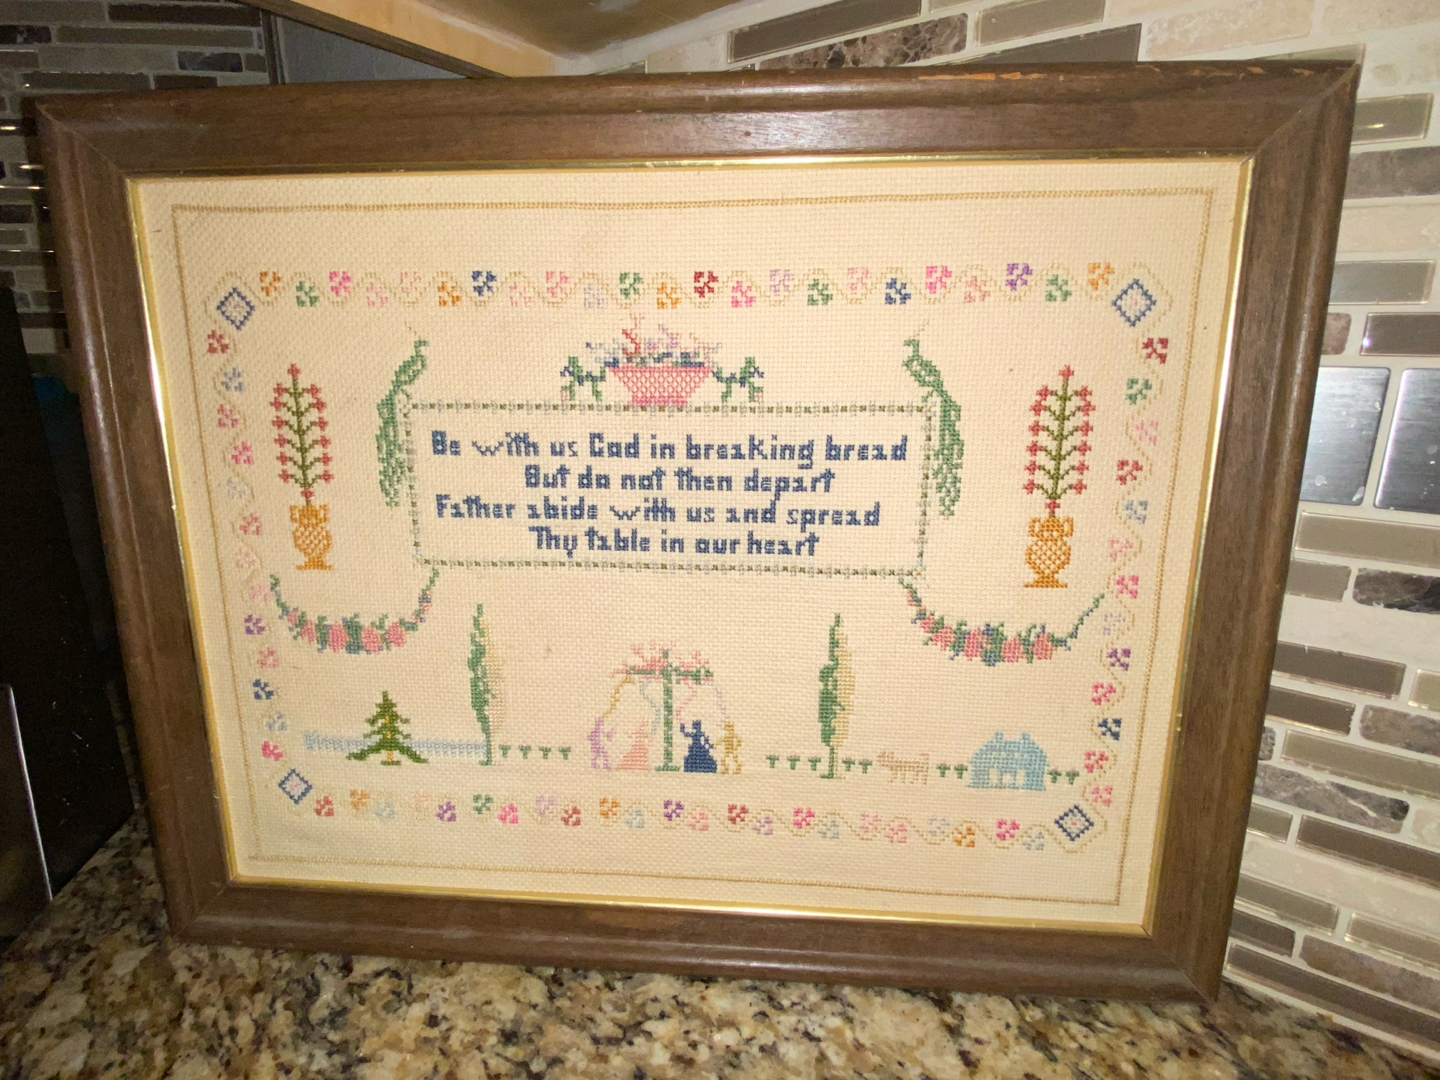 Be with us God in breaking bread
But do not then depart
Father abide with us and spread
Thy table in our heart